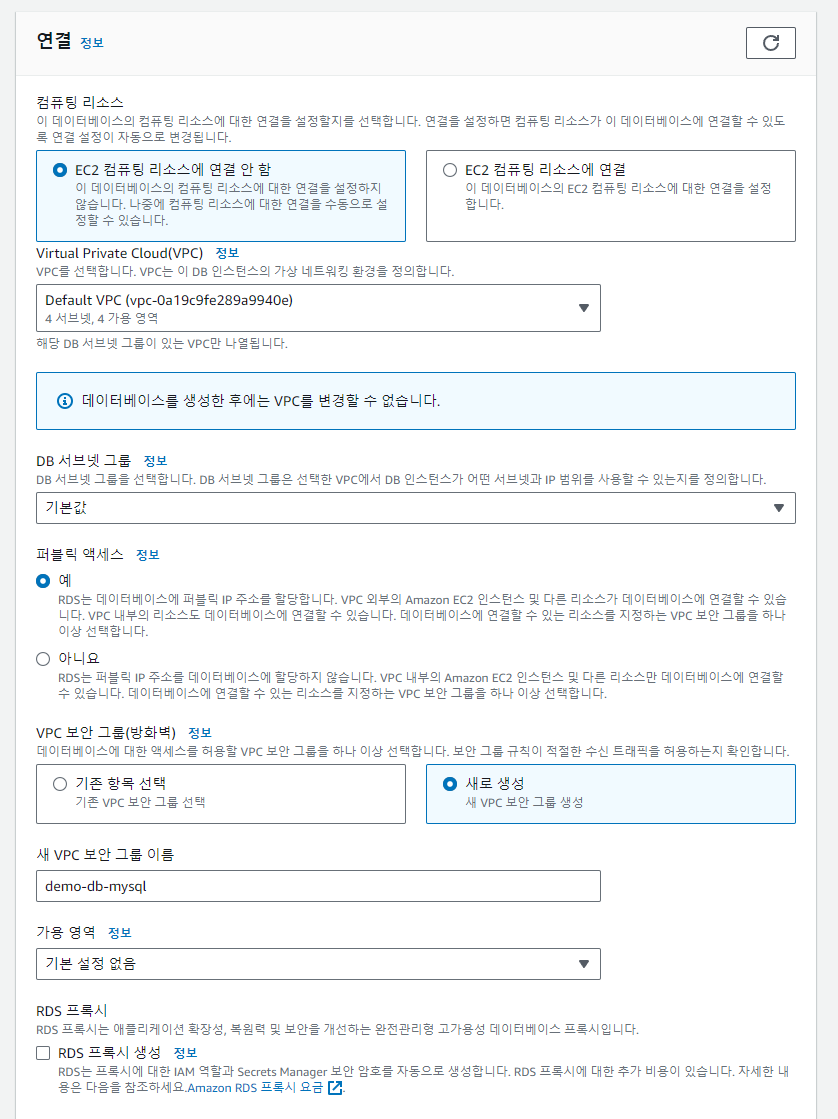 연결 정보
컴퓨팅 리소스
이 데이터베이스의 컴퓨팅 리소스에 대한 연결을 설정할지를 선택합니다. 연결을 설정하면 컴퓨팅 리소스가 이 데이터베이스에 연결할 수 있도
록 연결 설정이 자동으로 변경됩니다.
EC2 컴퓨팅 리소스에 연결 안 함
이 데이터베이스의 컴퓨팅 리소스에 대한 연결을 설정하지
않습니다. 나중에 컴퓨팅 리소스에 대한 연결을 수동으로 설
정할 수 있습니다.
EC2 컴퓨팅 리소스에 연결
이 데이터베이스의 EC2 컴퓨팅 리소스에 대한 연결을 설정
합니다.
Virtual Private Cloud(VPC) 정보
VPC를 선택합니다. VPC는 이 DB 인스턴스의 가상 네트워킹 환경을 정의합니다.
Default VPC (vpc-0a19c9fe289a9940e)
4 서브넷, 4 가용 영역
해당 DB 서브넷 그룹이 있는 VPC만 나열됩니다.
데이터베이스를 생성한 후에는 VPC를 변경할 수 없습니다.
DB 서브넷 그룹 정보
DB 서브넷 그룹을 선택합니다. DB 서브넷 그룹은 선택한 VPC에서 DB 인스턴스가 어떤 서브넷과 IP 범위를 사용할 수 있는지를 정의합니다.
기본값
퍼블릭 액세스 정보
예
RDS는 데이터베이스에 퍼블릭 IP 주소를 할당합니다. VPC 외부의 Amazon EC2 인스턴스 및 다른 리소스가 데이터베이스에 연결할 수 있습
니다. VPC 내부의 리소스도 데이터베이스에 연결할 수 있습니다. 데이터베이스에 연결할 수 있는 리소스를 지정하는 VPC 보안 그룹을 하나
이상 선택합니다.
아니요
RDS는 퍼블릭 IP 주소를 데이터베이스에 할당하지 않습니다. VPC 내부의 Amazon EC2 인스턴스 및 다른 리소스만 데이터베이스에 연결할
수 있습니다. 데이터베이스에 연결할 수 있는 리소스를 지정하는 VPC 보안 그룹을 하나 이상 선택합니다.
VPC 보안 그룹(방화벽) 정보
데이터베이스에 대한 액세스를 허용할 VPC 보안 그룹을 하나 이상 선택합니다. 보안 그룹 규칙이 적절한 수신 트래픽을 허용하는지 확인합니다.
기존 항목 선택
기존 VPC 보안 그룹 선택
새로 생성
새 VPC 보안 그룹 생성
새 VPC 보안 그룹 이름
demo-db-mysql
가용 영역 정보
기본 설정 없음
RDS 프록시
RDS 프록시는 애플리케이션 확장성, 복원력 및 보안을 개선하는 완전관리형 고가용성 데이터베이스 프록시입니다.
RDS 프록시 생성 정보
RDS는 프록시에 대한 IAM 역할과 Secrets Manager 보안 암호를 자동으로 생성합니다. RDS 프록시에 대한 추가 비용이 있습니다. 자세한 내
용은 다음을 참조하세요.Amazon RDS 프록시 요금.